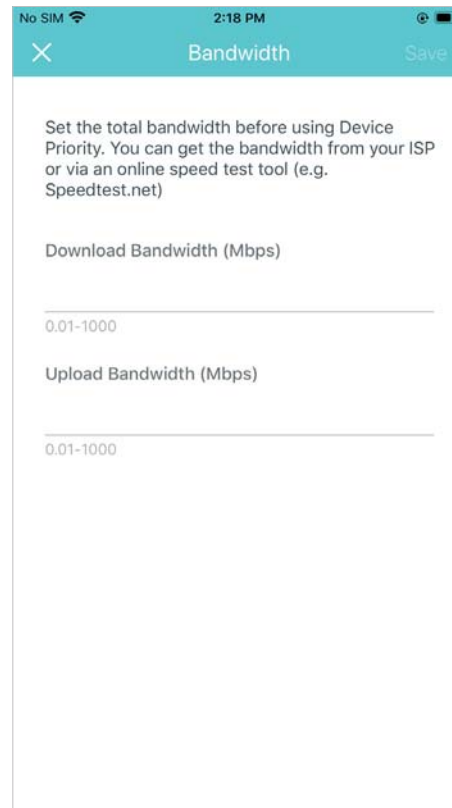 No SIM 2:18 PM
Bandwidth Save
Set the total bandwidth before using Device
Priority. You can get the bandwidth from your ISP
or via an online speed test tool (e.g.
Speedtest.net)
Download Bandwidth (Mbps)
0.01-1000
Upload Bandwidth (Mbps)
0.01-1000